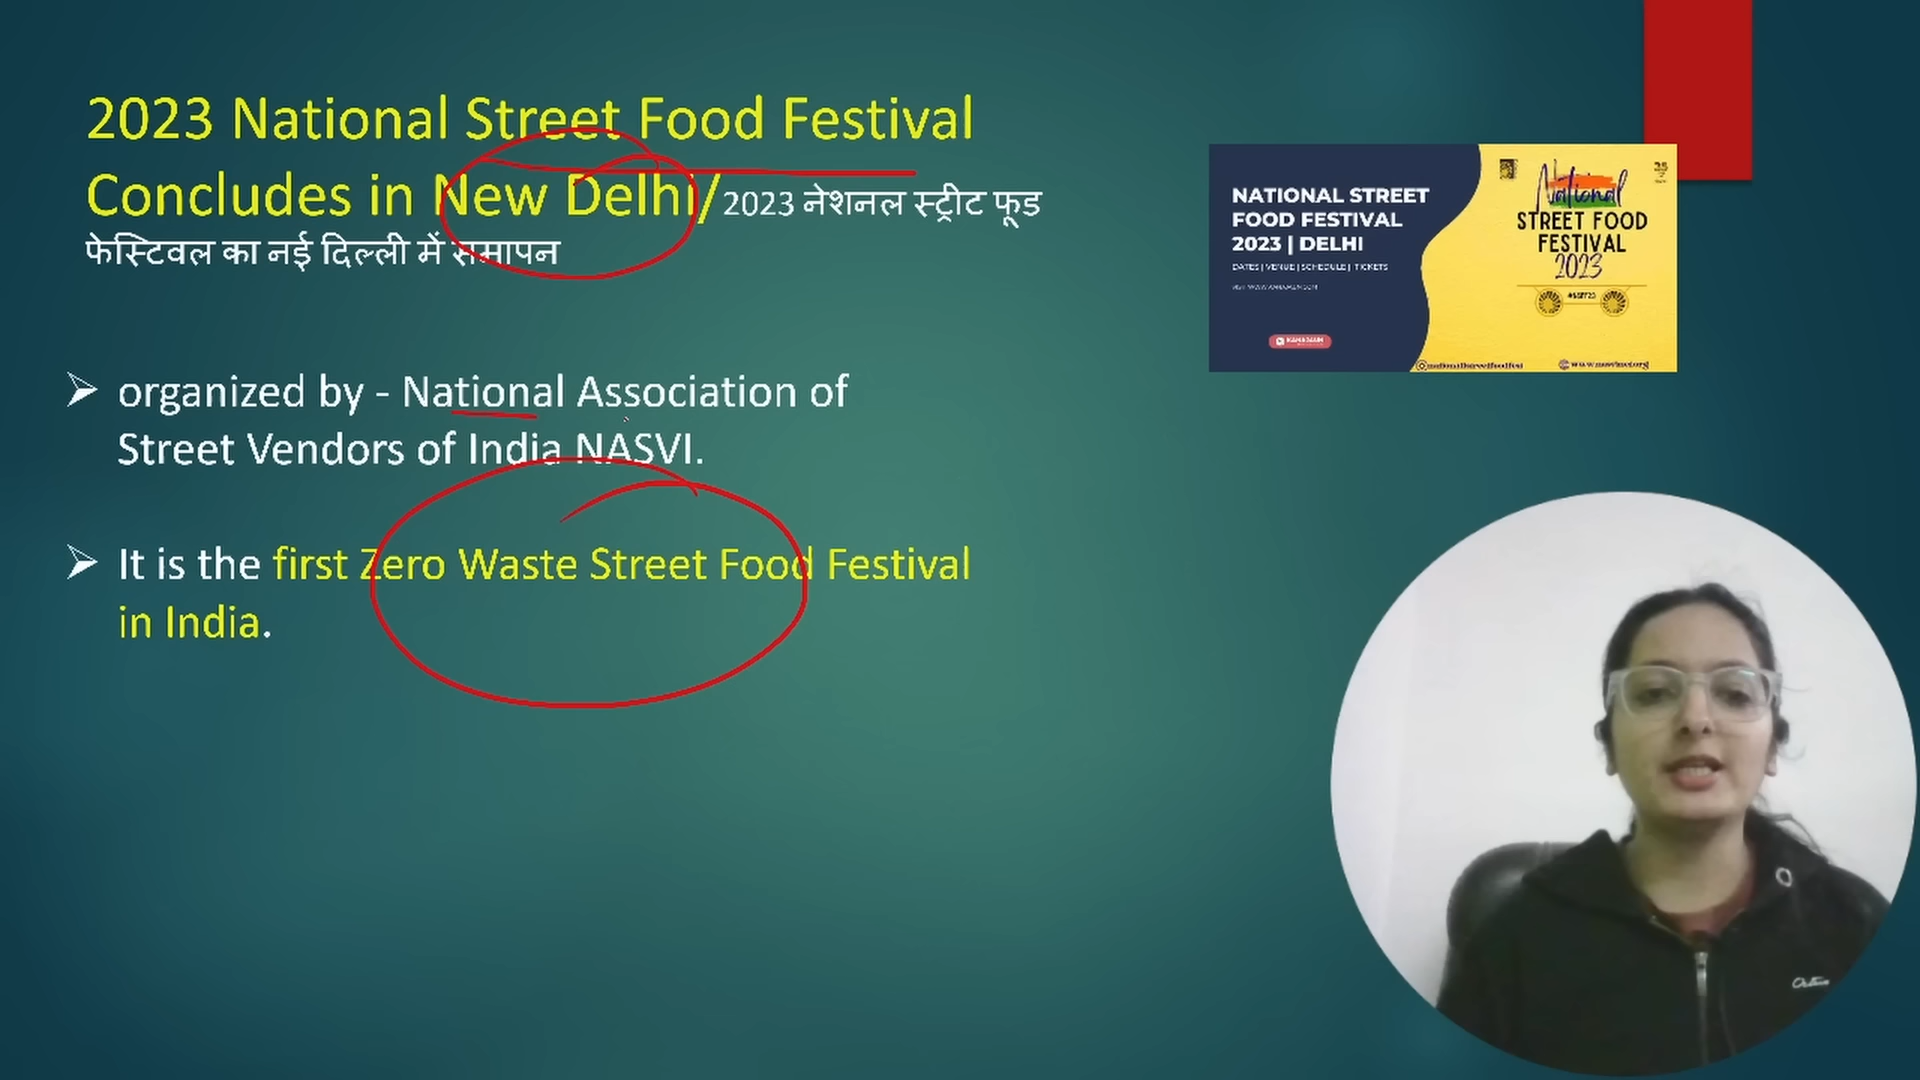 2023 National Street Food Festival
Concludes in New Delhi/2023 नेशनल स्ट्रीट फूड
फेस्टिवल का नई दिल्ली में समापन
organized by - National Association of
Street Vendors of India NASVI.
It is the first Zero Waste Street Food Festival
in India.
NATIONAL STREET
FOOD FESTIVAL
2023 | DELHI
DATES | VENUE | SCHEDULE | TICKETS
National
STREET FOOD
FESTIVAL
2023